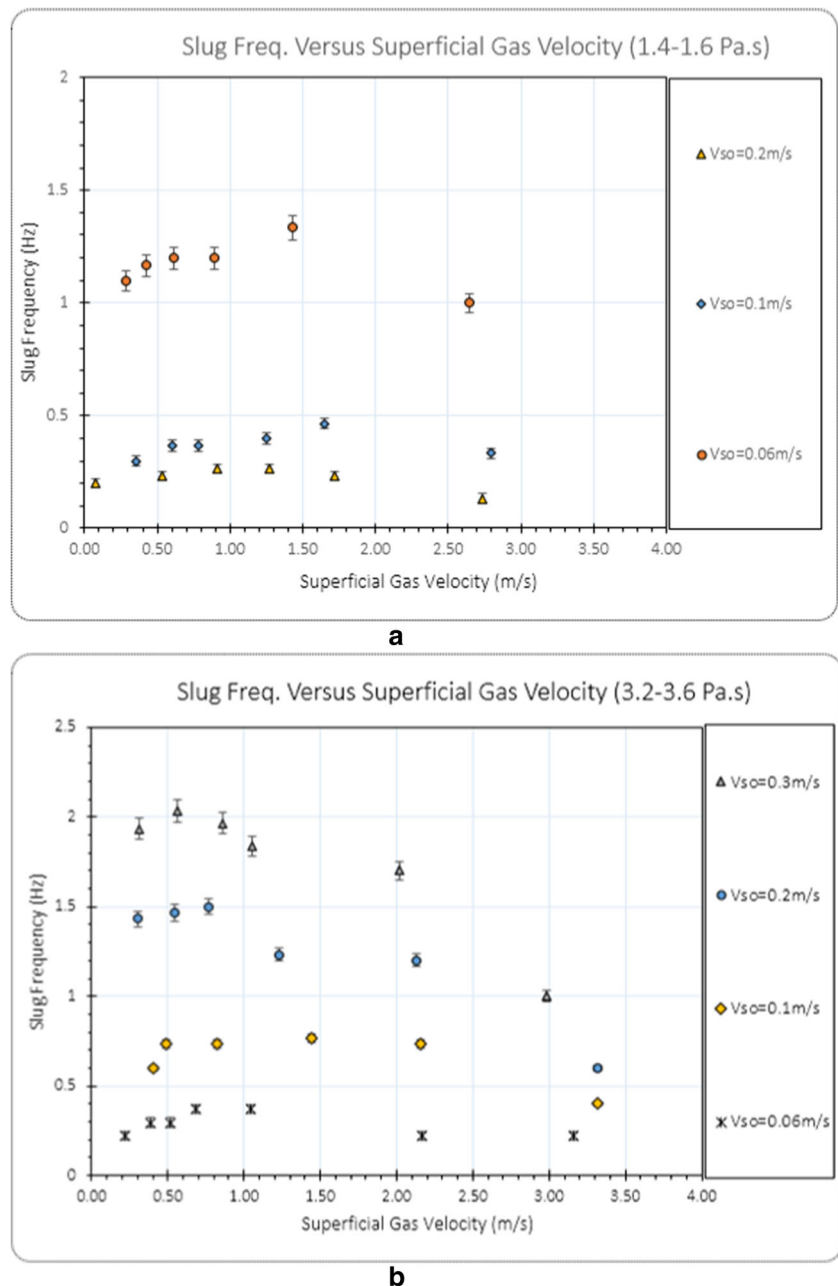 Slug Freq. Versus Superficial Gas Velocity (1.4-1.6 Pa.s)
2
1.5
1
0.5
0
Slug Frequency (Hz)
0.00 0.50 1.00 1.50 2.00 2.50 3.00 3.50 4.00
Superficial Gas Velocity (m/s)
Vso=0.2m/s
Vso=0.1m/s
Vso=0.06m/s
a
Slug Freq. Versus Superficial Gas Velocity (3.2-3.6 Pa.s)
2.5
2
1.5
1
0.5
0
Slug Frequency (Hz)
0.00 0.50 1.00 1.50 2.00 2.50 3.00 3.50 4.00
Superficial Gas Velocity (m/s)
Vso=0.3m/s
Vso=0.2m/s
Vso=0.1m/s
Vso=0.06m/s
b